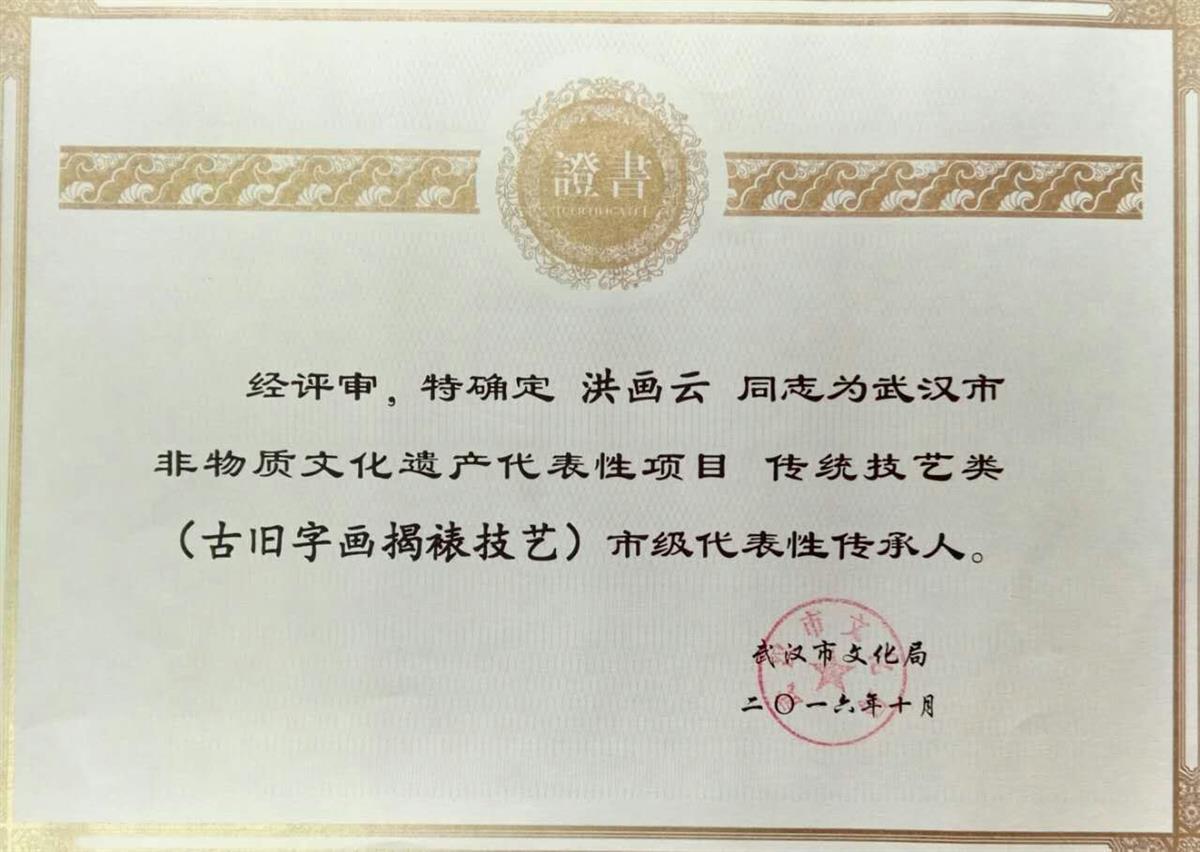 證書
[CERTIFICATE]
经评审，特确定 洪画云 同志为武汉市
非物质文化遗产代表性项目 传统技艺类
（古旧字画揭裱技艺）市级代表性传承人。
武汉市文化局
二〇一六年十月